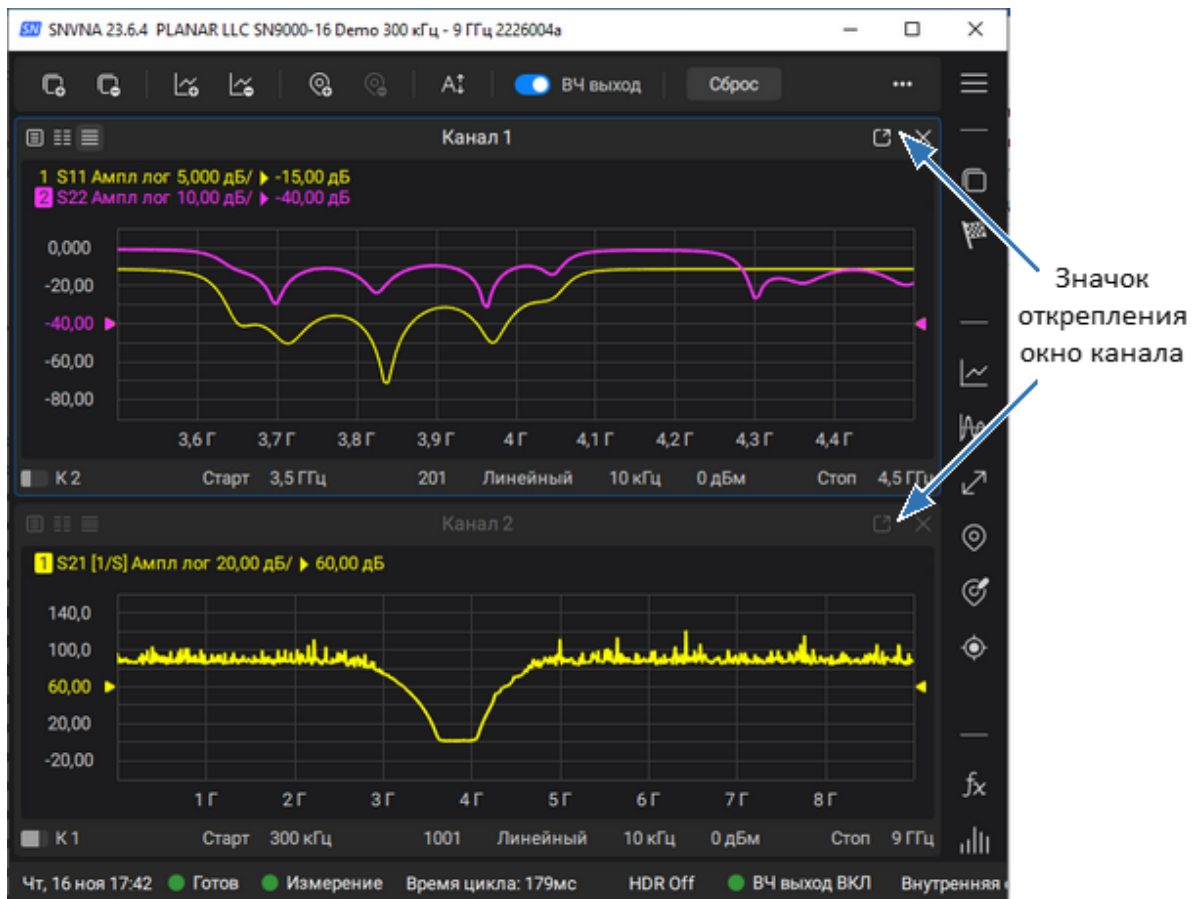 SNVNA 23.6.4 PLANAR LLC SN9000-16 Demo 300 кГц - 9 ГГц 2226004a
ВЧ выход Сброс
Канал 1
1 S11 Ампл лог 5,000 дБ/ -15,00 дБ
2 S22 Ампл лог 10,00 дБ/ -40,00 дБ
0,000
-20,00
-40,00
-60,00
-80,00
3,6 Г 3,7 Г 3,8 Г 3,9 Г 4 Г 4,1 Г 4,2 Г 4,3 Г 4,4 Г
К 2 Старт 3,5 ГГц 201 Линейный 10 кГц 0 дБм Стоп 4,5 ГГц
Значок
открепления
окно канала
Канал 2
1 S21 [1/S] Ампл лог 20,00 дБ/ 60,00 дБ
140,0
100,0
60,00
20,00
-20,00
1 Г 2 Г 3 Г 4 Г 5 Г 6 Г 7 Г 8 Г
К 1 Старт 300 кГц 1001 Линейный 10 кГц 0 дБм Стоп 9 ГГц
fx
Чт, 16 ноя 17:42 Готов Измерение Время цикла: 179мс HDR Off ВЧ выход ВКЛ Внутренняя